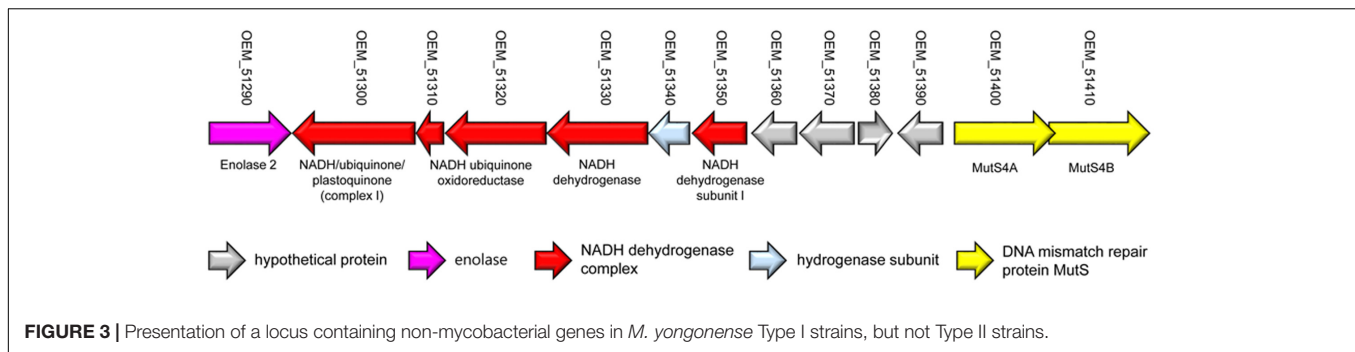 OEM_51290
OEM_51300
OEM_51310
OEM_51320
OEM_51330
OEM_51340
OEM_51350
OEM_51360
OEM_51370
OEM_51380
OEM_51390
OEM_51400
OEM_51410
Enolase 2
NADH/ubiquinone/
plastoquinone
(complex I)
NADH ubiquinone
oxidoreductase
NADH
dehydrogenase
NADH
dehydrogenase
subunit I
MutS4A
MutS4B
hypothetical protein
enolase
NADH dehydrogenase
complex
hydrogenase subunit
DNA mismatch repair
protein MutS
FIGURE 3 | Presentation of a locus containing non-mycobacterial genes in M. yongonense Type I strains, but not Type II strains.